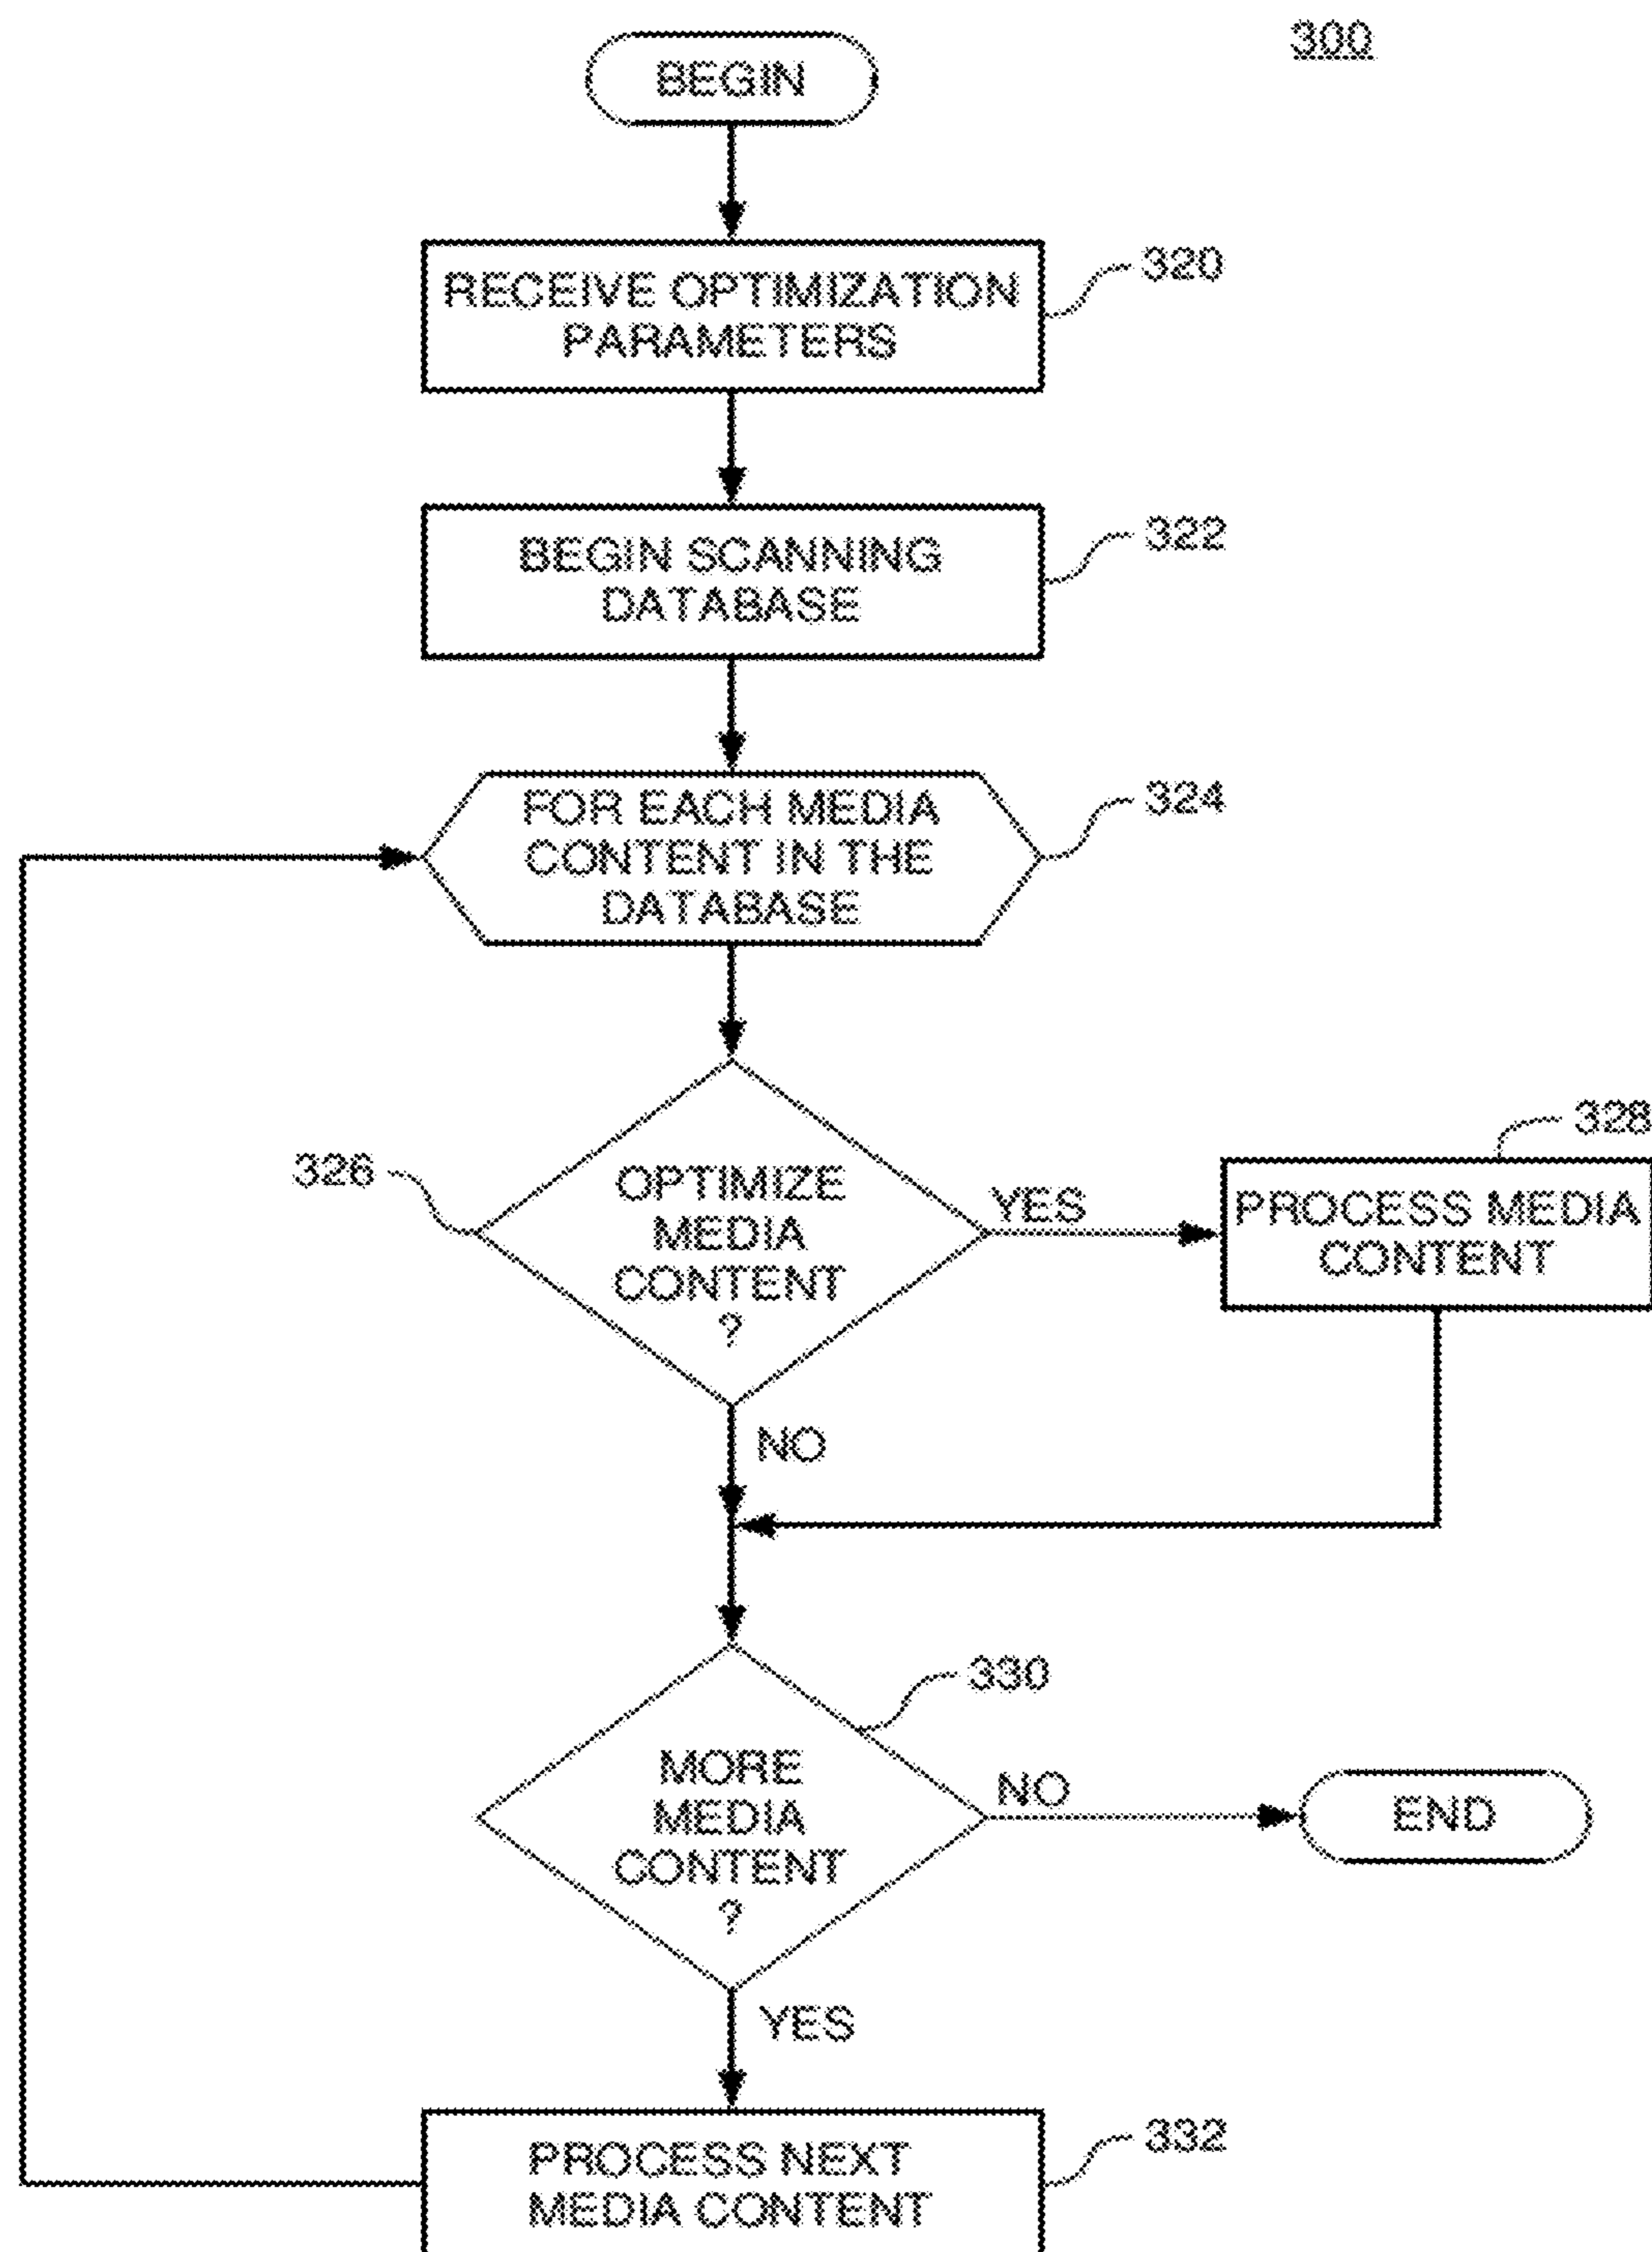 300
BEGIN
RECEIVE OPTIMIZATION
PARAMETERS
320
BEGIN SCANNING
DATABASE
322
FOR EACH MEDIA
CONTENT IN THE
DATABASE
324
326
OPTIMIZE
MEDIA
CONTENT
?
YES
328
PROCESS MEDIA
CONTENT
NO
330
MORE
MEDIA
CONTENT
?
NO
END
YES
PROCESS NEXT
MEDIA CONTENT
332